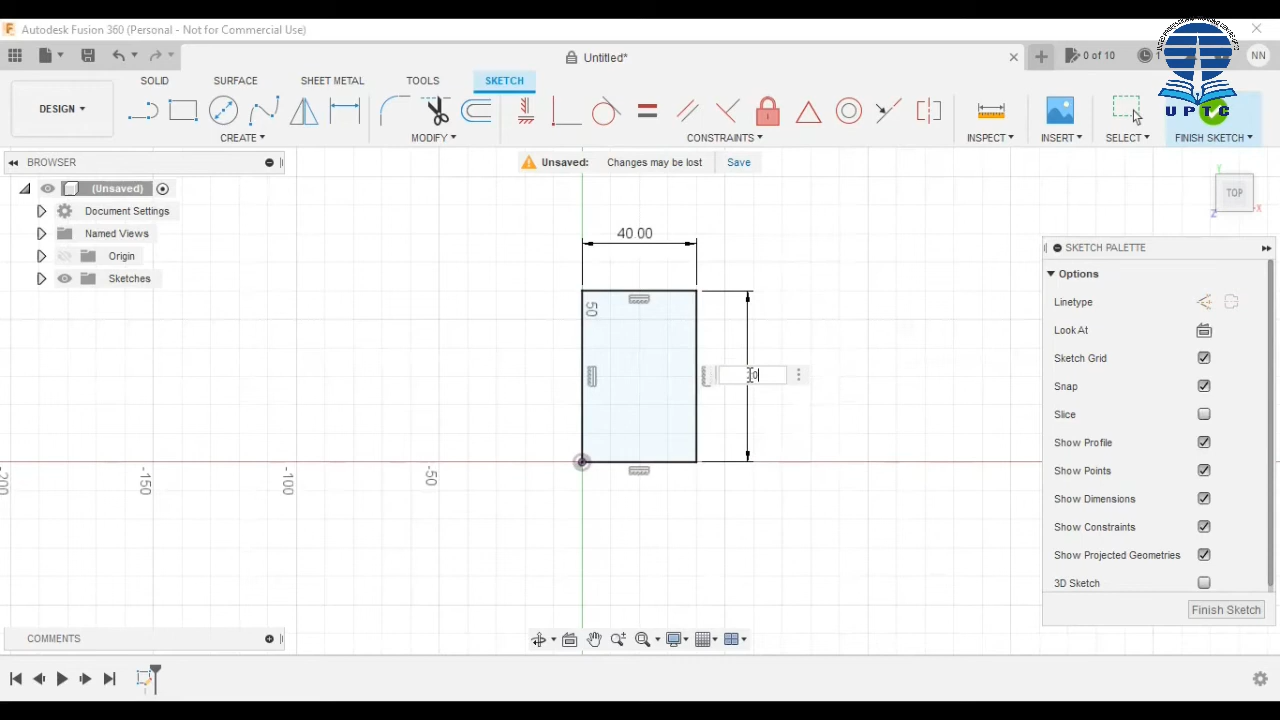 Autodesk Fusion 360 (Personal - Not for Commercial Use)
Untitled*
0 of 10
1
NN
UPTC
DESIGN
SOLID
SURFACE
SHEET METAL
TOOLS
SKETCH
CREATE
MODIFY
CONSTRAINTS
INSPECT
INSERT
SELECT
FINISH SKETCH
BROWSER
Unsaved: Changes may be lost Save
(Unsaved)
Document Settings
Named Views
Origin
Sketches
TOP
Y
X
Z
40 00
50
-200
-150
-100
-50
SKETCH PALETTE
Options
Linetype
Look At
Sketch Grid
Snap
Slice
Show Profile
Show Points
Show Dimensions
Show Constraints
Show Projected Geometries
3D Sketch
Finish Sketch
COMMENTS